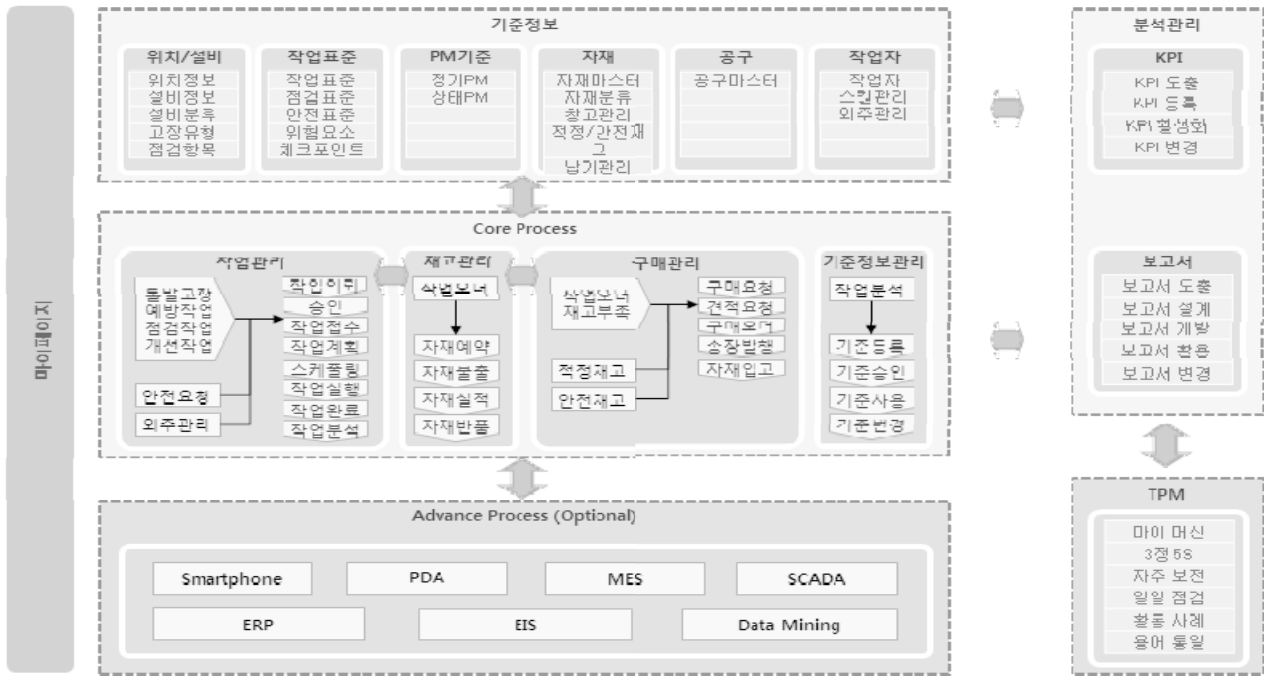 마이페이지
기준정보
위치/설비
위치정보
설비정보
설비분류
고장유형
점검항목
작업표준
작업표준
점검표준
안전표준
위험요소
체크포인트
PM기준
정기PM
상태PM
자재
자재마스터
자재분류
창고관리
적정/안전재
고
납기관리
공구
공구마스터
작업자
작업자
스킬관리
외주관리
Core Process
작업관리
돌발고장
예방작업
점검작업
개선작업
안전요청
외주관리
작업의뢰
승인
작업접수
작업계획
스케쥴링
작업실행
작업완료
작업분석
재고관리
작업오더
자재예약
자재불출
자재실적
자재반품
구매관리
작업오더
재고부족
적정재고
안전재고
구매요청
견적요청
구매오더
송장발행
자재입고
기준정보관리
작업분석
기준등록
기준승인
기준사용
기준변경
Advance Process (Optional)
Smartphone
PDA
MES
SCADA
ERP
EIS
Data Mining
분석관리
KPI
KPI 도출
KPI 등록
KPI 활성화
KPI 변경
보고서
보고서 도출
보고서 설계
보고서 개발
보고서 활용
보고서 변경
TPM
마이 머신
3정5S
자주 보전
일일 점검
활동 사례
용어 통일